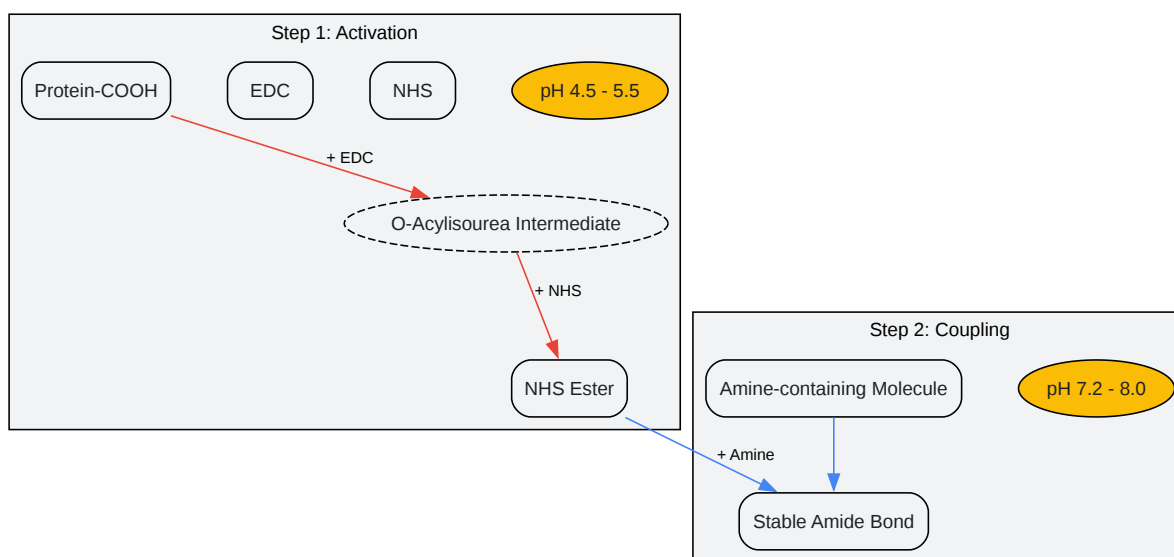 Step 1: Activation
Protein-COOH
EDC
NHS
pH 4.5 - 5.5
+ EDC
O-Acylisourea Intermediate
+ NHS
NHS Ester
Step 2: Coupling
Amine-containing Molecule
pH 7.2 - 8.0
+ Amine
Stable Amide Bond